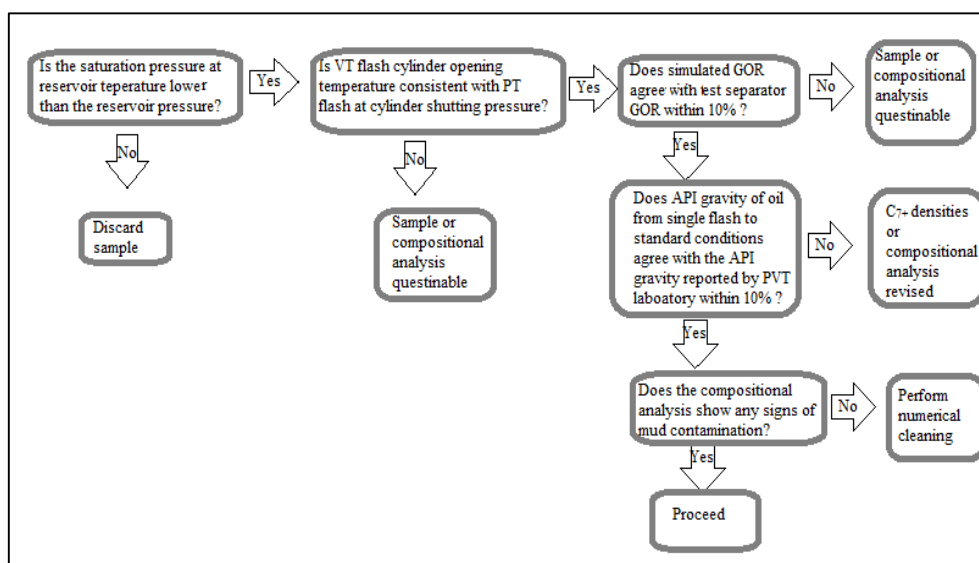 Is the saturation pressure at
reservoir teperature lower
than the reservoir pressure?
Yes
Is VT flash cylinder opening
temperature consistent with PT
flash at cylinder shutting pressure?
Yes
Does simulated GOR
agree with test separator
GOR within 10% ?
No
Sample or
compositional
analysis
questinable
No
Discard
sample
No
Sample or
compositional
analysis
questinable
Yes
Does API gravity of oil
from single flash to
standard conditions
agree with the API
gravity reported by PVT
laboatory within 10% ?
No
C7+ densities
or
compositional
analysis
revised
Yes
Does the compositional
analysis show any signs of
mud contamination?
No
Perform
numerical
cleaning
Yes
Proceed